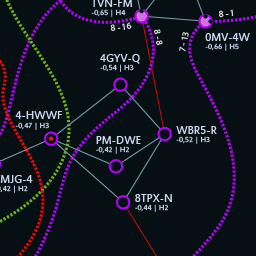 TVN-FM
-0,65 | H4
8 - 16
8 - 8
8 - 1
7 - 13
0MV-4W
-0,66 | H5
4GYV-Q
-0,54 | H3
4-HWWF
-0,47 | H3
WBR5-R
-0,52 | H3
PM-DWE
-0,42 | H2
MJG-4
,42 | H2
8TPX-N
-0,44 | H2